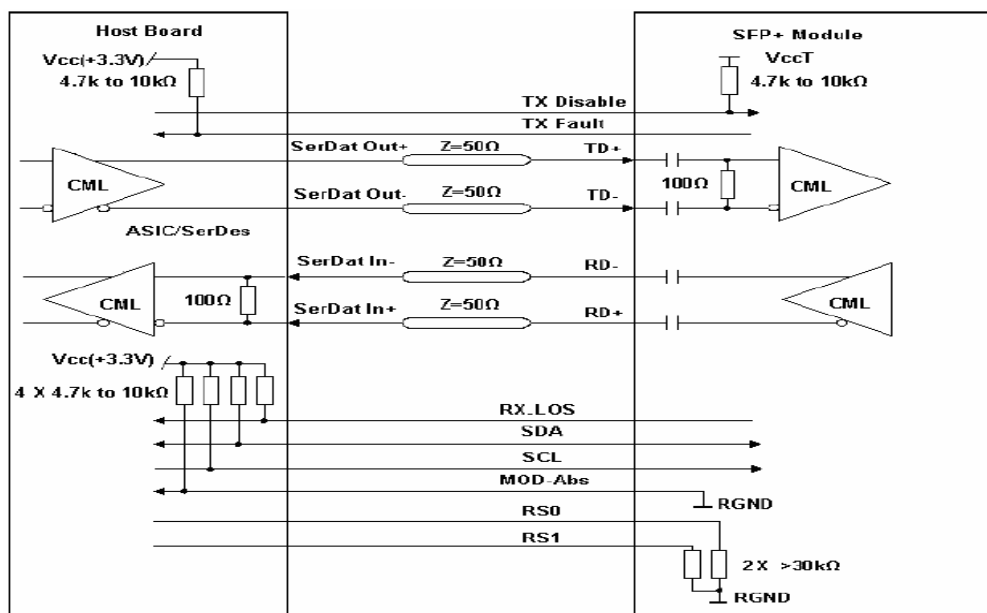 Host Board
SFP+ Module
Vcc(+3.3V)
4.7k to 10kΩ
VccT
4.7k to 10kΩ
TX Disable
TX Fault
SerDat Out+
Z=50Ω
TD+
CML
100Ω
CML
SerDat Out-
Z=50Ω
TD-
ASIC/SerDes
SerDat In-
Z=50Ω
RD-
100Ω
CML
CML
SerDat In+
Z=50Ω
RD+
Vcc(+3.3V)
4 X 4.7k to 10kΩ
RX-LOS
SDA
SCL
MOD-Abs
RGND
RS0
RS1
2 X >30kΩ
RGND